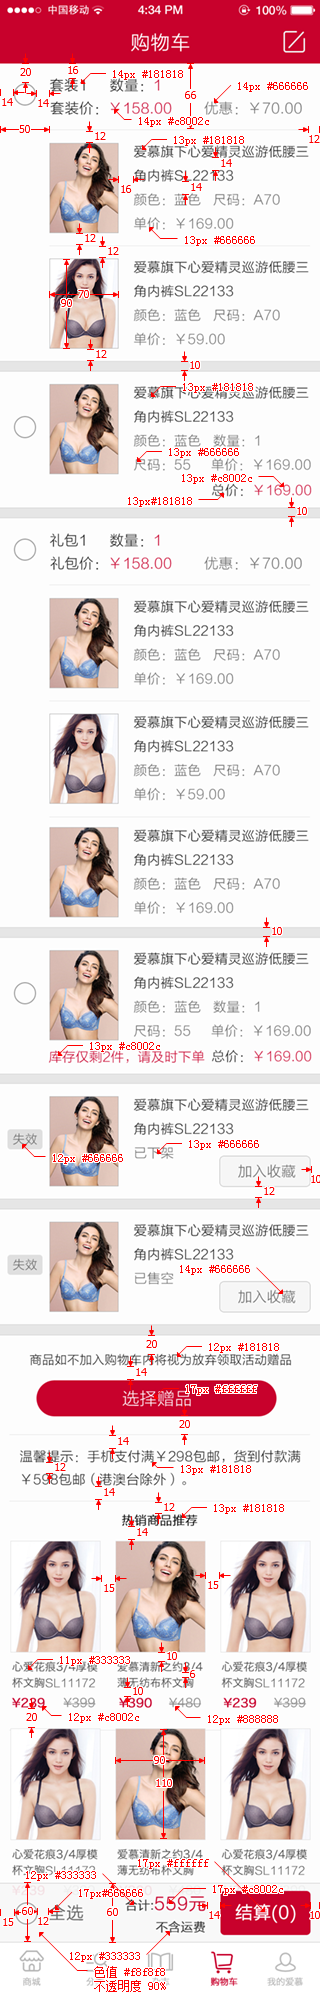 中国移动 4:34 PM 100%
购物车
20 16 14px #181818
套装1 数量：1 66 14px #666666
14 14
套装价：￥158.00 优惠：￥70.00
14px #c8002c
50 12 13px #181818 12
爱慕旗下心爱精灵巡游低腰三
角内裤SL22133 14
16 14
颜色：蓝色 尺码：A70
单价：￥169.00
12 12 13px #666666
爱慕旗下心爱精灵巡游低腰三
70 角内裤SL22133
90
颜色：蓝色 尺码：A70
单价：￥59.00
12
10
爱慕旗下心爱精灵巡游低腰三
13px #181818
角内裤SL22133
颜色：蓝色 数量：1
13px #666666
尺码：55 单价：￥169.00
13px #c8002c
总价：￥169.00
13px#181818
10
礼包1 数量：1
礼包价：￥158.00 优惠：￥70.00
爱慕旗下心爱精灵巡游低腰三
角内裤SL22133
颜色：蓝色 尺码：A70
单价：￥169.00
爱慕旗下心爱精灵巡游低腰三
角内裤SL22133
颜色：蓝色 尺码：A70
单价：￥59.00
爱慕旗下心爱精灵巡游低腰三
角内裤SL22133
颜色：蓝色 尺码：A70
单价：￥169.00
10
爱慕旗下心爱精灵巡游低腰三
角内裤SL22133
颜色：蓝色 数量：1
尺码：55 单价：￥169.00
13px #c8002c
库存仅剩2件，请及时下单 总价：￥169.00
爱慕旗下心爱精灵巡游低腰三
失效 角内裤SL22133
已下架 13px #666666
12px #666666
加入收藏 10
12
爱慕旗下心爱精灵巡游低腰三
失效 角内裤SL22133
已售空 14px #666666
加入收藏
20 12px #181818
商品如不加入购物车内将视为放弃领取活动赠品
14
选择赠品 17px #ffffff
20
14
温馨提示：手机支付满￥298包邮，货到付款满
12 13px #181818
￥598包邮（港澳台除外）。
14 12 13px #181818
热销商品推荐
14
15 15
11px #333333 10
心爱花痕3/4厚模 爱慕清新之约3/4 心爱花痕3/4厚模
杯文胸SL11172 薄无纺布杯文胸 杯文胸SL11172
6
10
￥239 ￥399 ￥390 ￥480 ￥239 ￥399
20 12px #c8002c 12px #888888
90
110
心爱花痕3/4厚模 爱慕清新之约3/4 心爱花痕3/4厚模
17px #ffffff
杯文胸SL11172 薄无纺布杯文胸 杯文胸SL11172
12px #333333
17px#666666 17px #c8002c
合计:559元
15 60 12 全选 60 结算(0)
不含运费
12px #333333
色值 #f8f8f8
不透明度 90%
商城 购物车 我的爱慕